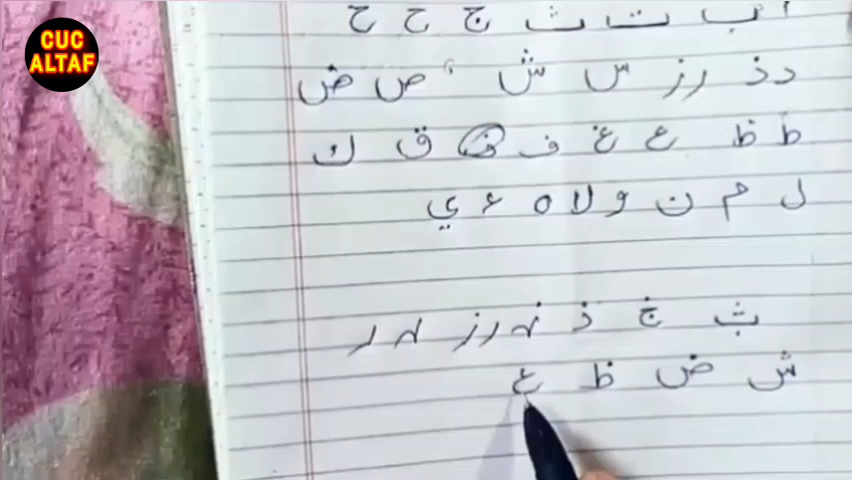 CUC
ALTAF
ا ب ت ث ج ح
د ذ ر ز س ش ص ض
ط ظ ع غ ف ق ك
ل م ن و لا ه ء ي
ث خ ذ ر ز ر
ش ض ظ ع